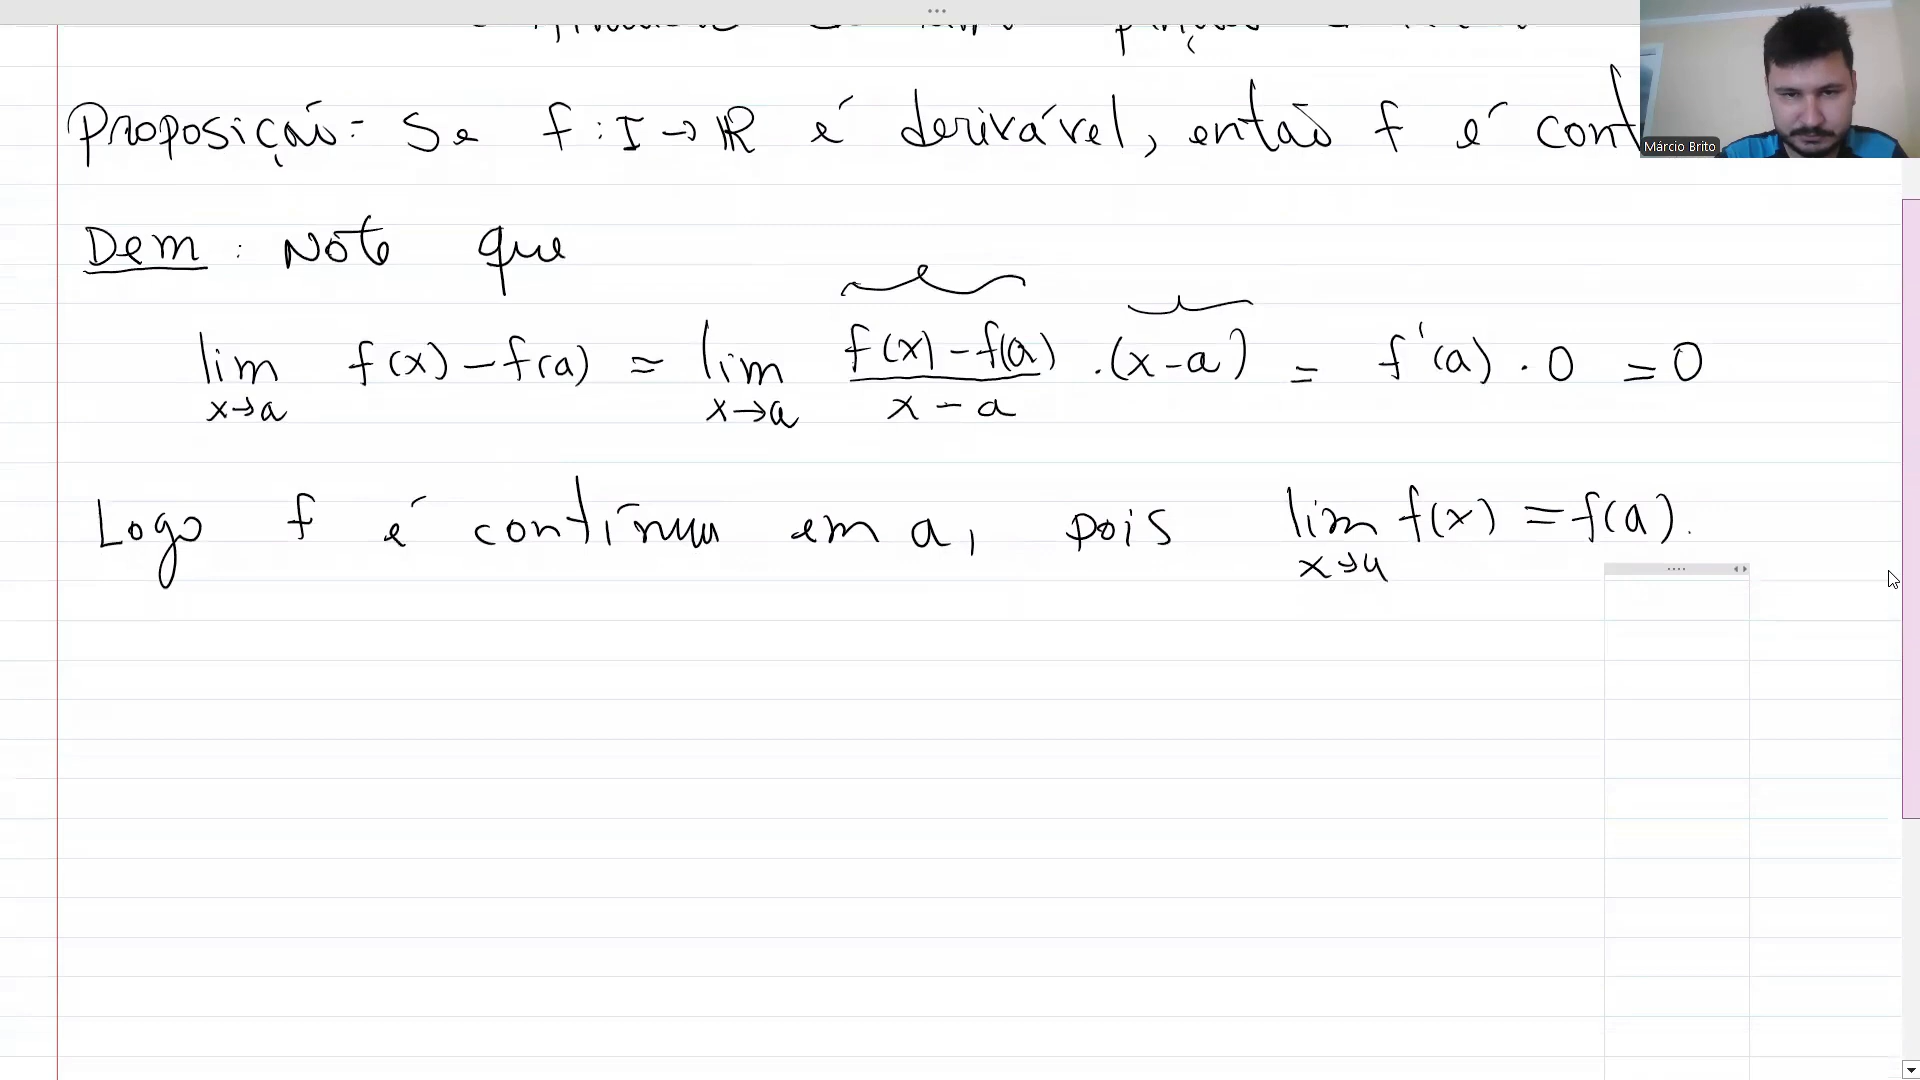 Proposição: Se f : I → ℝ é derivável, então f é cont
Márcio Brito
Dem : Note que
lim x→a f(x) – f(a) = lim x→a f(x) – f(a) / x – a . (x – a) = f'(a) . 0 = 0
Logo f é contínua em a, pois lim x→a f(x) = f(a).